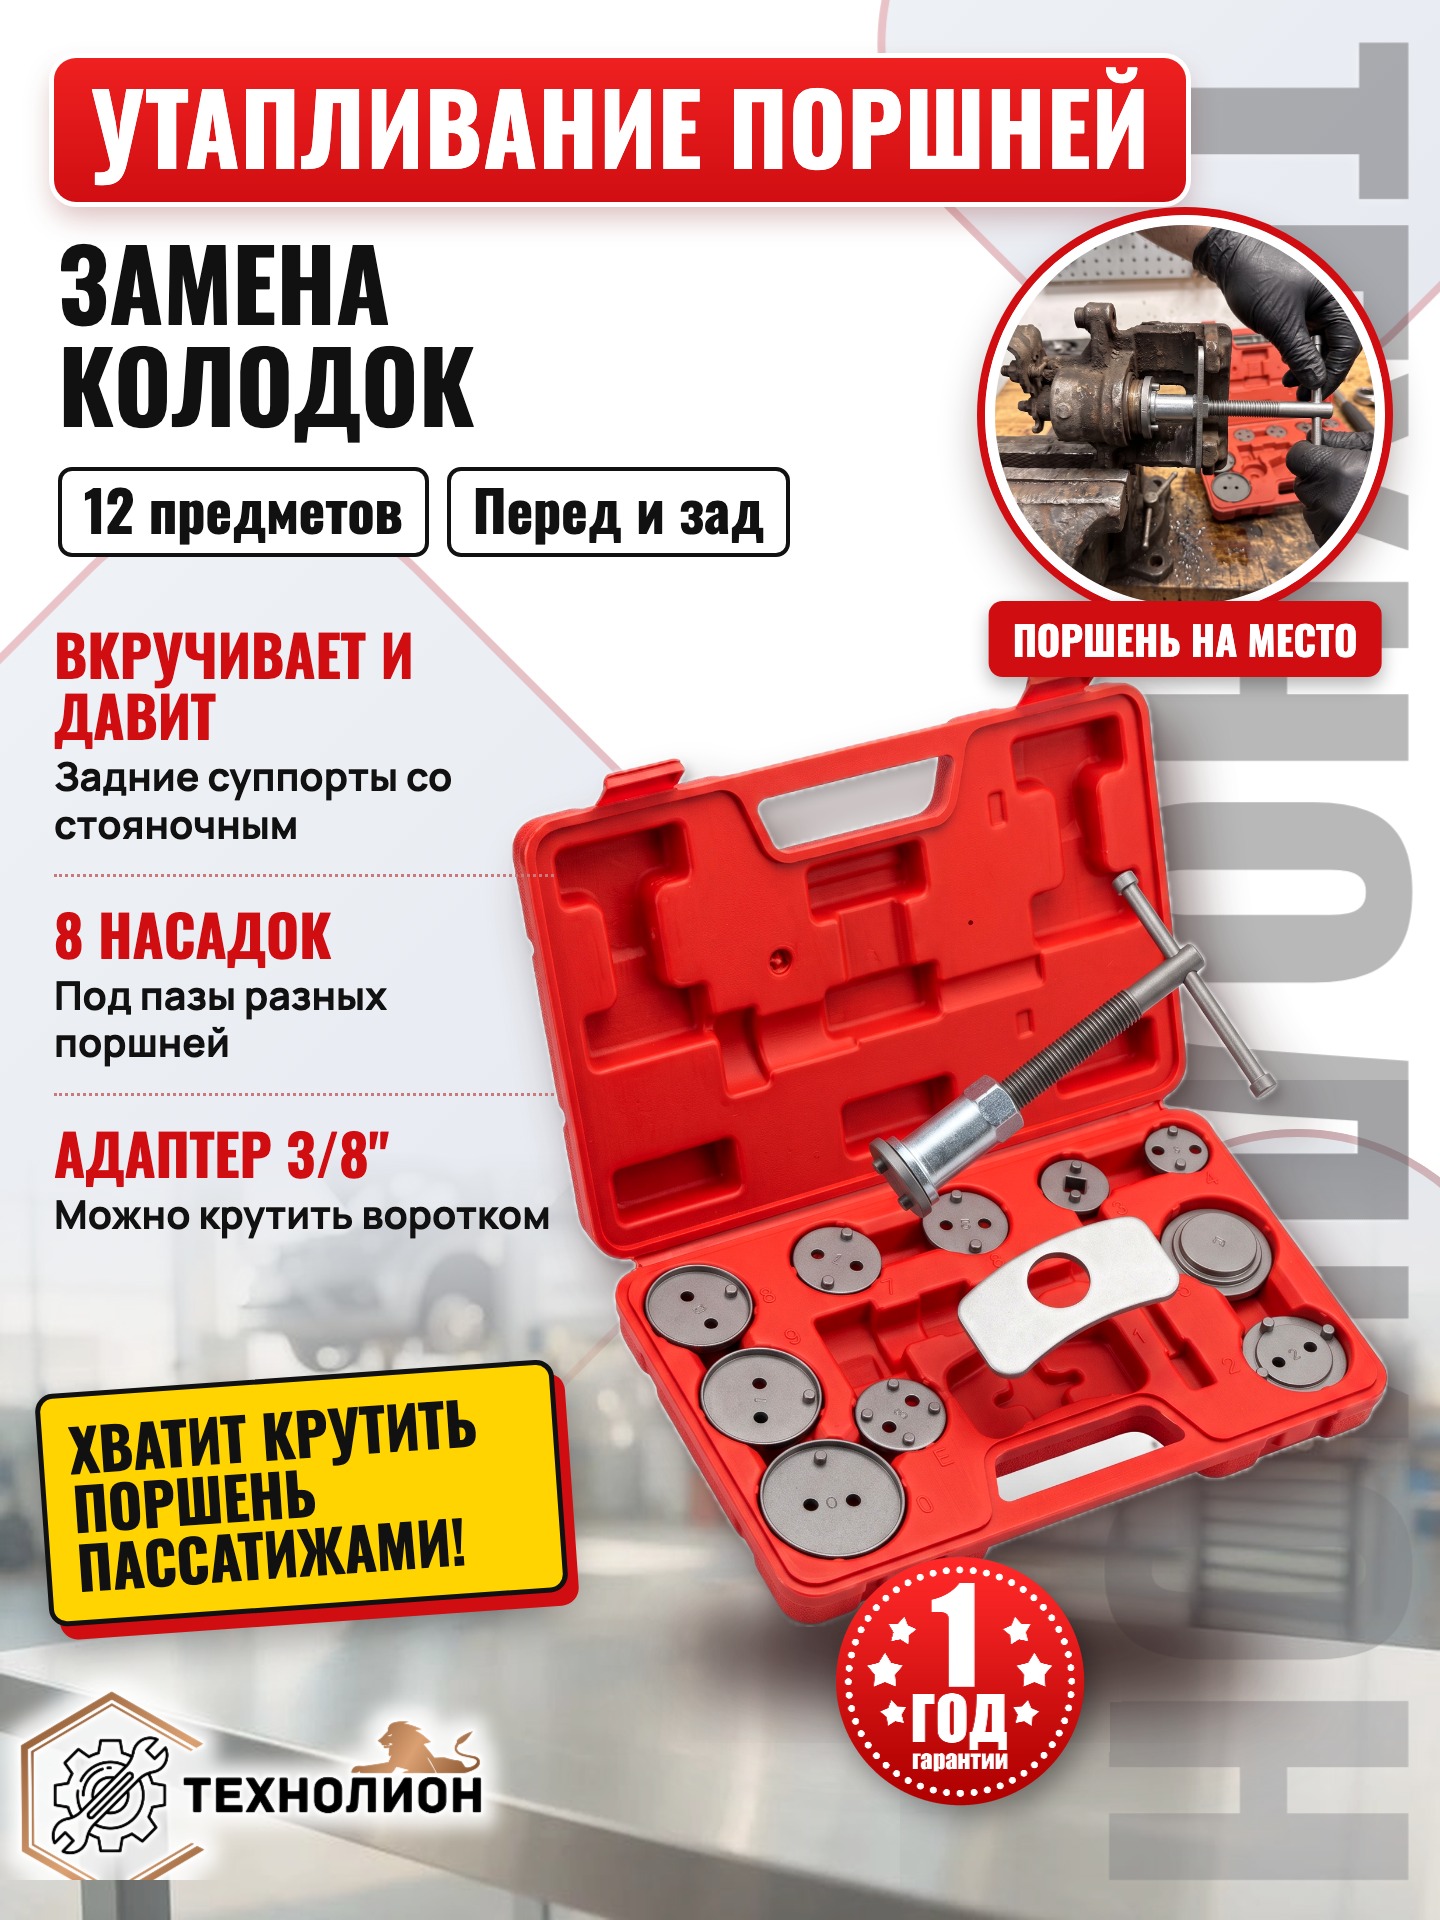 УТАПЛИВАНИЕ ПОРШНЕЙ
ЗАМЕНА
КОЛОДОК
12 предметов
Перед и зад
ПОРШЕНЬ НА МЕСТО
ВКРУЧИВАЕТ И
ДАВИТ
Задние суппорты со
стояночным
8 НАСАДОК
Под пазы разных
поршней
АДАПТЕР 3/8"
Можно крутить воротком
ХВАТИТ КРУТИТЬ
ПОРШЕНЬ
ПАССАТИЖАМИ!
1
ГОД
гарантии
ТЕХНОЛИОН